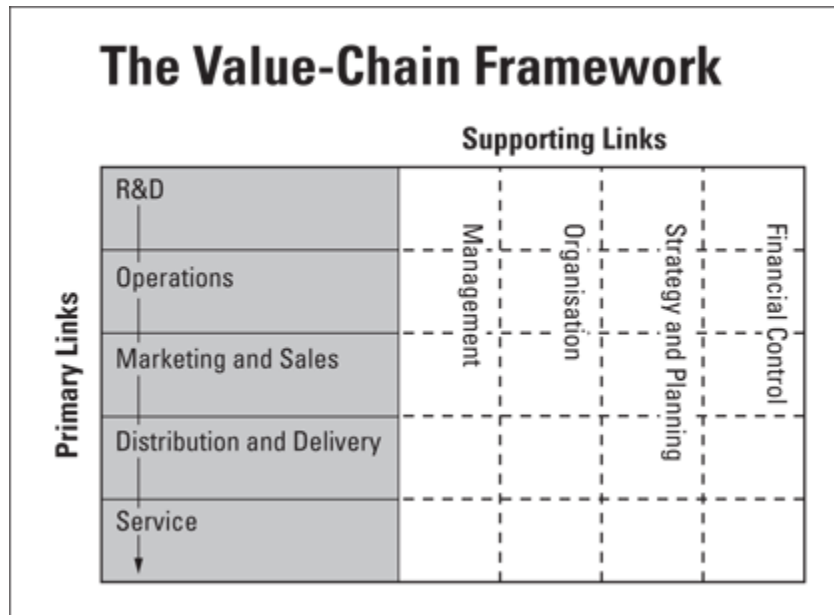 The Value-Chain Framework
Supporting Links
Primary Links
R&D
Operations
Marketing and Sales
Distribution and Delivery
Service
Management
Organisation
Strategy and Planning
Financial Control